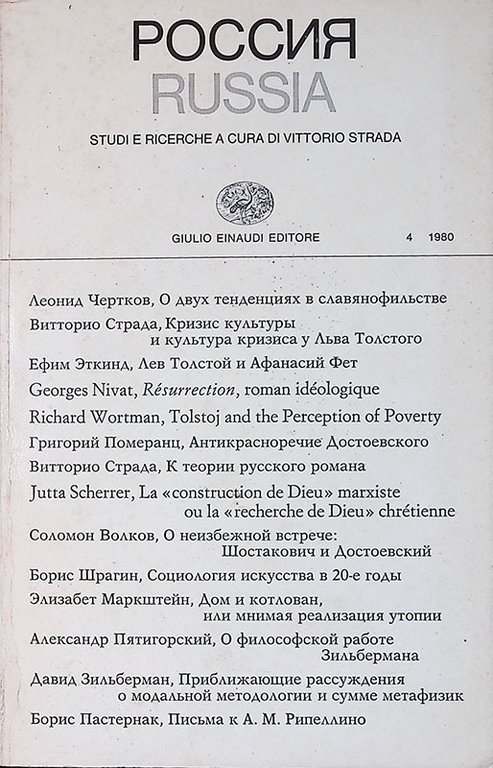 РОССИЯ
RUSSIA
STUDI E RICERCHE A CURA DI VITTORIO STRADA
GIULIO EINAUDI EDITORE 4 1980
Леонид Чертков, О двух тенденциях в славянофильстве
Витторио Страда, Кризис культуры
и культура кризиса у Льва Толстого
Ефим Эткинд, Лев Толстой и Афанасий Фет
Georges Nivat, Résurrection, roman idéologique
Richard Wortman, Tolstoj and the Perception of Poverty
Григорий Померанц, Антикрасноречие Достоевского
Витторио Страда, К теории русского романа
Jutta Scherrer, La «construction de Dieu» marxiste
ou la «recherche de Dieu» chrétienne
Соломон Волков, О неизбежной встрече:
Шостакович и Достоевский
Борис Шрагин, Социология искусства в 20-е годы
Элизабет Маркштейн, Дом и котлован,
или мнимая реализация утопии
Александр Пятигорский, О философской работе
Зильбермана
Давид Зильберман, Приближающие рассуждения
о модальной методологии и сумме метафизик
Борис Пастернак, Письма к А. М. Рипеллино